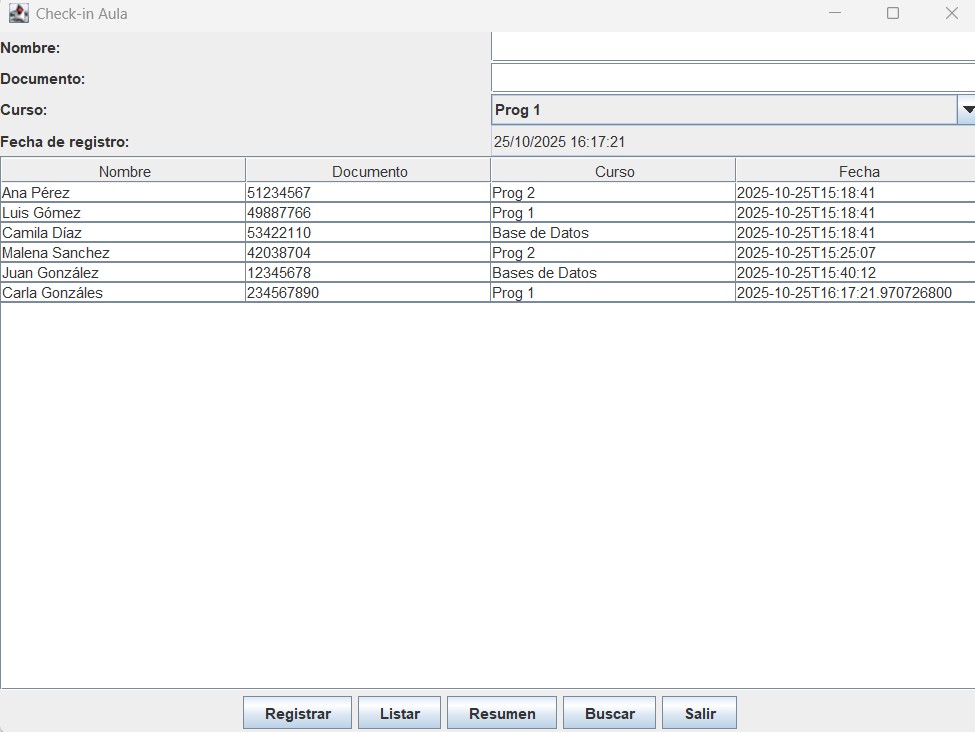 Check-in Aula
Nombre:
Documento:
Curso: Prog 1
Fecha de registro: 25/10/2025 16:17:21
Nombre Documento Curso Fecha
Ana Pérez 51234567 Prog 2 2025-10-25T15:18:41
Luis Gómez 49887766 Prog 1 2025-10-25T15:18:41
Camila Díaz 53422110 Base de Datos 2025-10-25T15:18:41
Malena Sanchez 42038704 Prog 2 2025-10-25T15:25:07
Juan González 12345678 Bases de Datos 2025-10-25T15:40:12
Carla Gonzáles 234567890 Prog 1 2025-10-25T16:17:21.970726800
Registrar Listar Resumen Buscar Salir